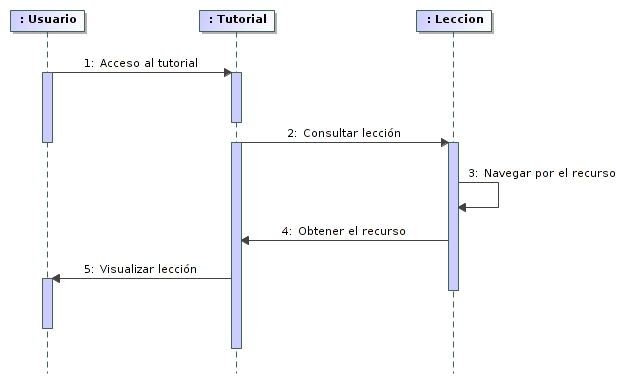 : Usuario
: Tutorial
: Leccion
1: Acceso al tutorial
2: Consultar lección
3: Navegar por el recurso
4: Obtener el recurso
5: Visualizar lección